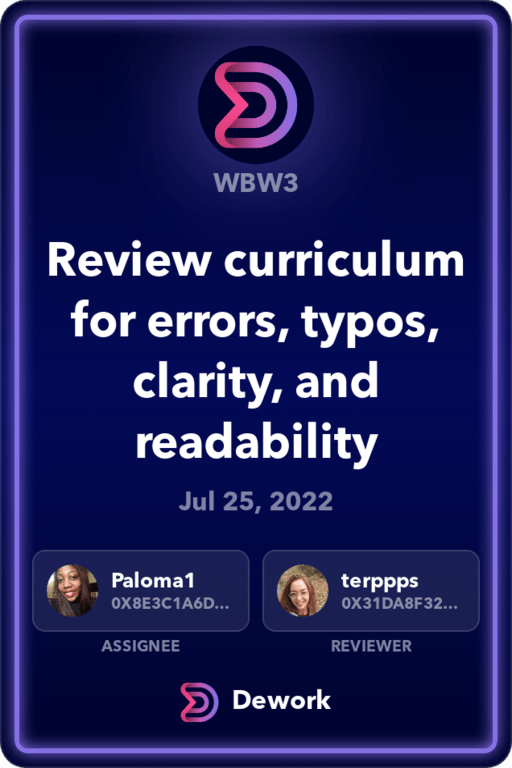 WBW3
Review curriculum
for errors, typos,
clarity, and
readability
Jul 25, 2022
Paloma1
0X8E3C1A6D...
ASSIGNEE
terppps
0X31DA8F32...
REVIEWER
Dework